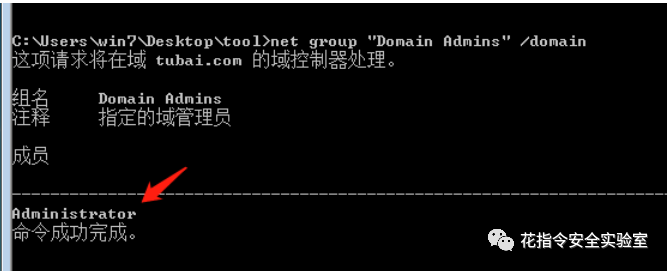 C:\Users\win7\Desktop\tool>net group "Domain Admins" /domain
这项请求将在域 tubai.com 的域控制器处理。
组名 Domain Admins
注释 指定的域管理员
成员
-------------------------------------------------------------------------------
Administrator
命令成功完成。
花指令安全实验室